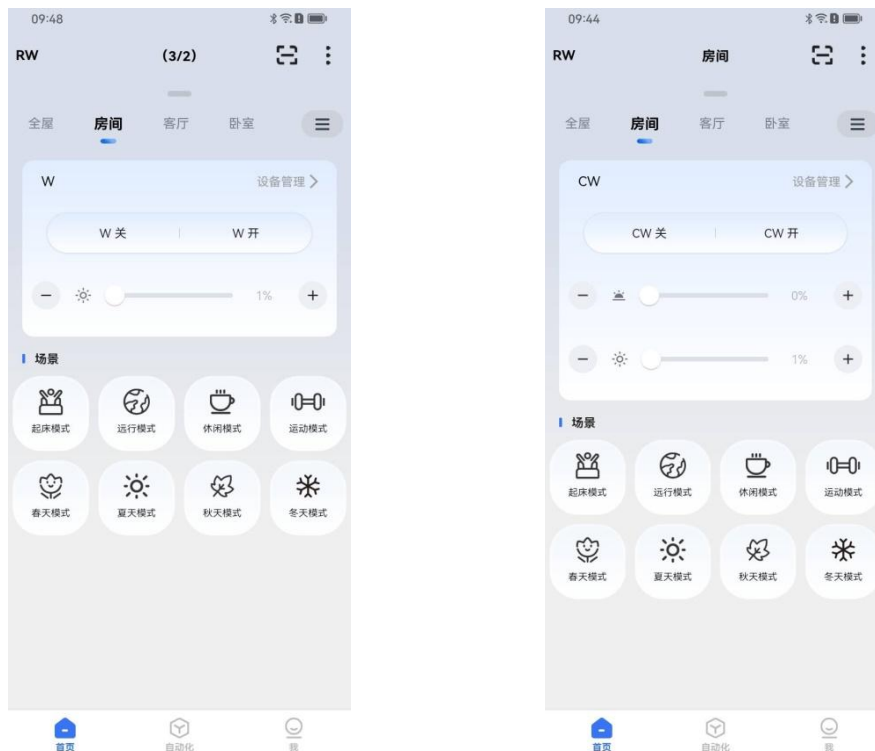 09:48
RW
(3/2)
全屋
房间
客厅
卧室
W
设备管理
W 关
W 开
1%
场景
起床模式
远行模式
休闲模式
运动模式
春天模式
夏天模式
秋天模式
冬天模式
首页
自动化
我
09:44
RW
房间
全屋
房间
客厅
卧室
CW
设备管理
CW 关
CW 开
0%
1%
场景
起床模式
远行模式
休闲模式
运动模式
春天模式
夏天模式
秋天模式
冬天模式
首页
自动化
我